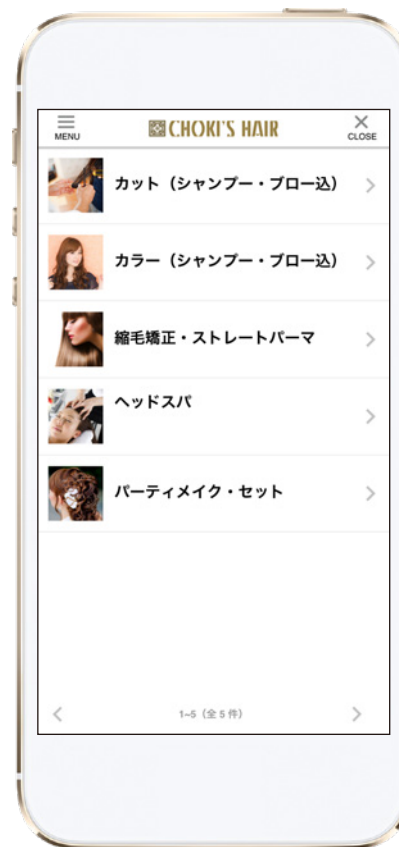 MENU
CHOKI'S HAIR
CLOSE
カット（シャンプー・ブロー込）
カラー（シャンプー・ブロー込）
縮毛矯正・ストレートパーマ
ヘッドスパ
パーティメイク・セット
1–5（全 5 件）